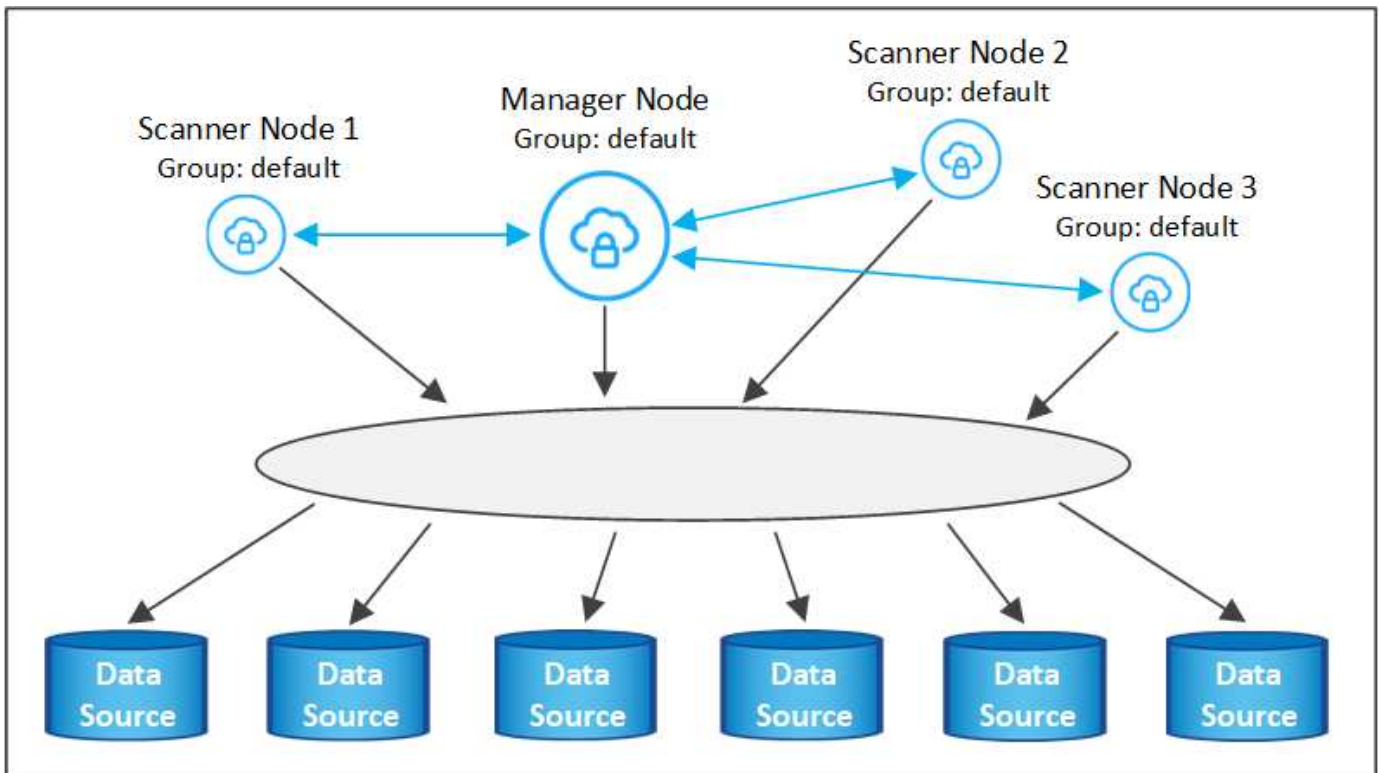 Scanner Node 1
Group: default
Manager Node
Group: default
Scanner Node 2
Group: default
Scanner Node 3
Group: default
Data
Source
Data
Source
Data
Source
Data
Source
Data
Source
Data
Source